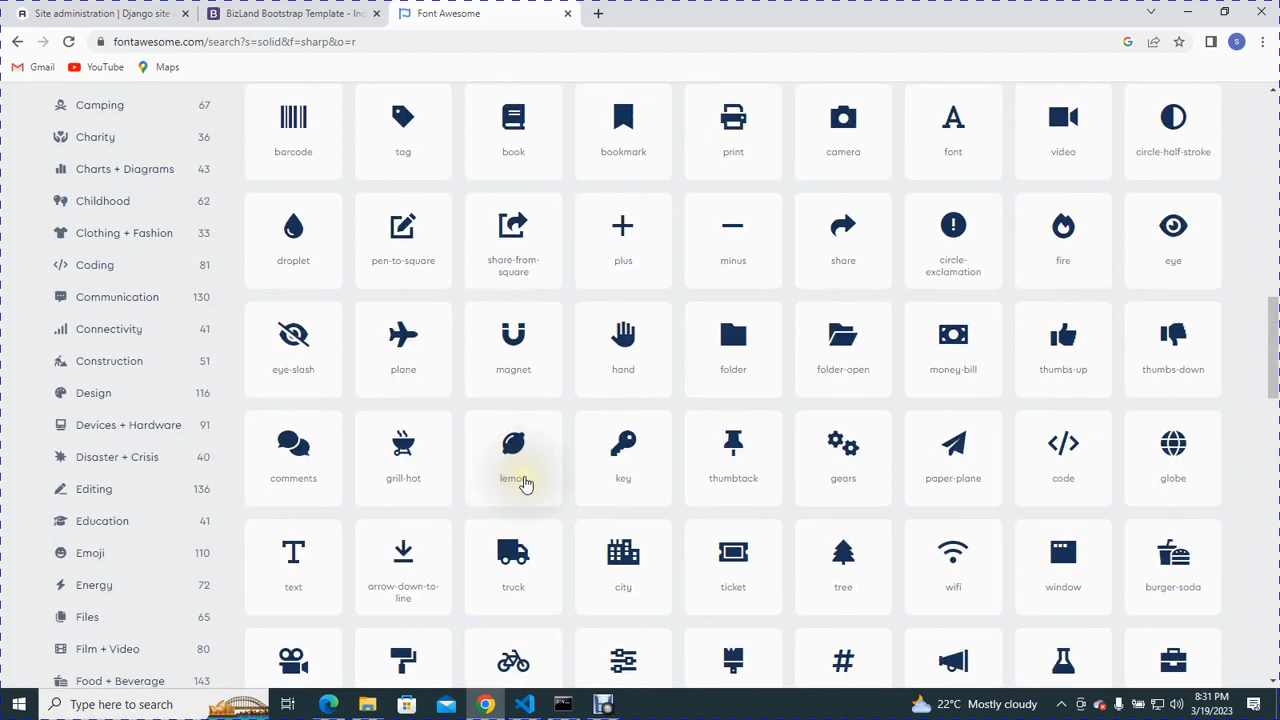 Site administration | Django site
BizLand Bootstrap Template - Inc
Font Awesome
fontawesome.com/search?s=solid&f=sharp&o=r
S
Gmail
YouTube
Maps
Camping 67
Charity 36
Charts + Diagrams 43
Childhood 62
Clothing + Fashion 33
Coding 81
Communication 130
Connectivity 41
Construction 51
Design 116
Devices + Hardware 91
Disaster + Crisis 40
Editing 136
Education 41
Emoji 110
Energy 72
Files 65
Film + Video 80
Food + Beverage 143
barcode
tag
book
bookmark
print
camera
font
video
circle-half-stroke
droplet
pen-to-square
share-from-
square
plus
minus
share
circle-
exclamation
fire
eye
eye-slash
plane
magnet
hand
folder
folder-open
money-bill
thumbs-up
thumbs-down
comments
grill-hot
lemon
key
thumbtack
gears
paper-plane
code
globe
text
arrow-down-to-
line
truck
city
ticket
tree
wifi
window
burger-soda
Type here to search
22°C Mostly cloudy
8:31 PM
3/19/2023